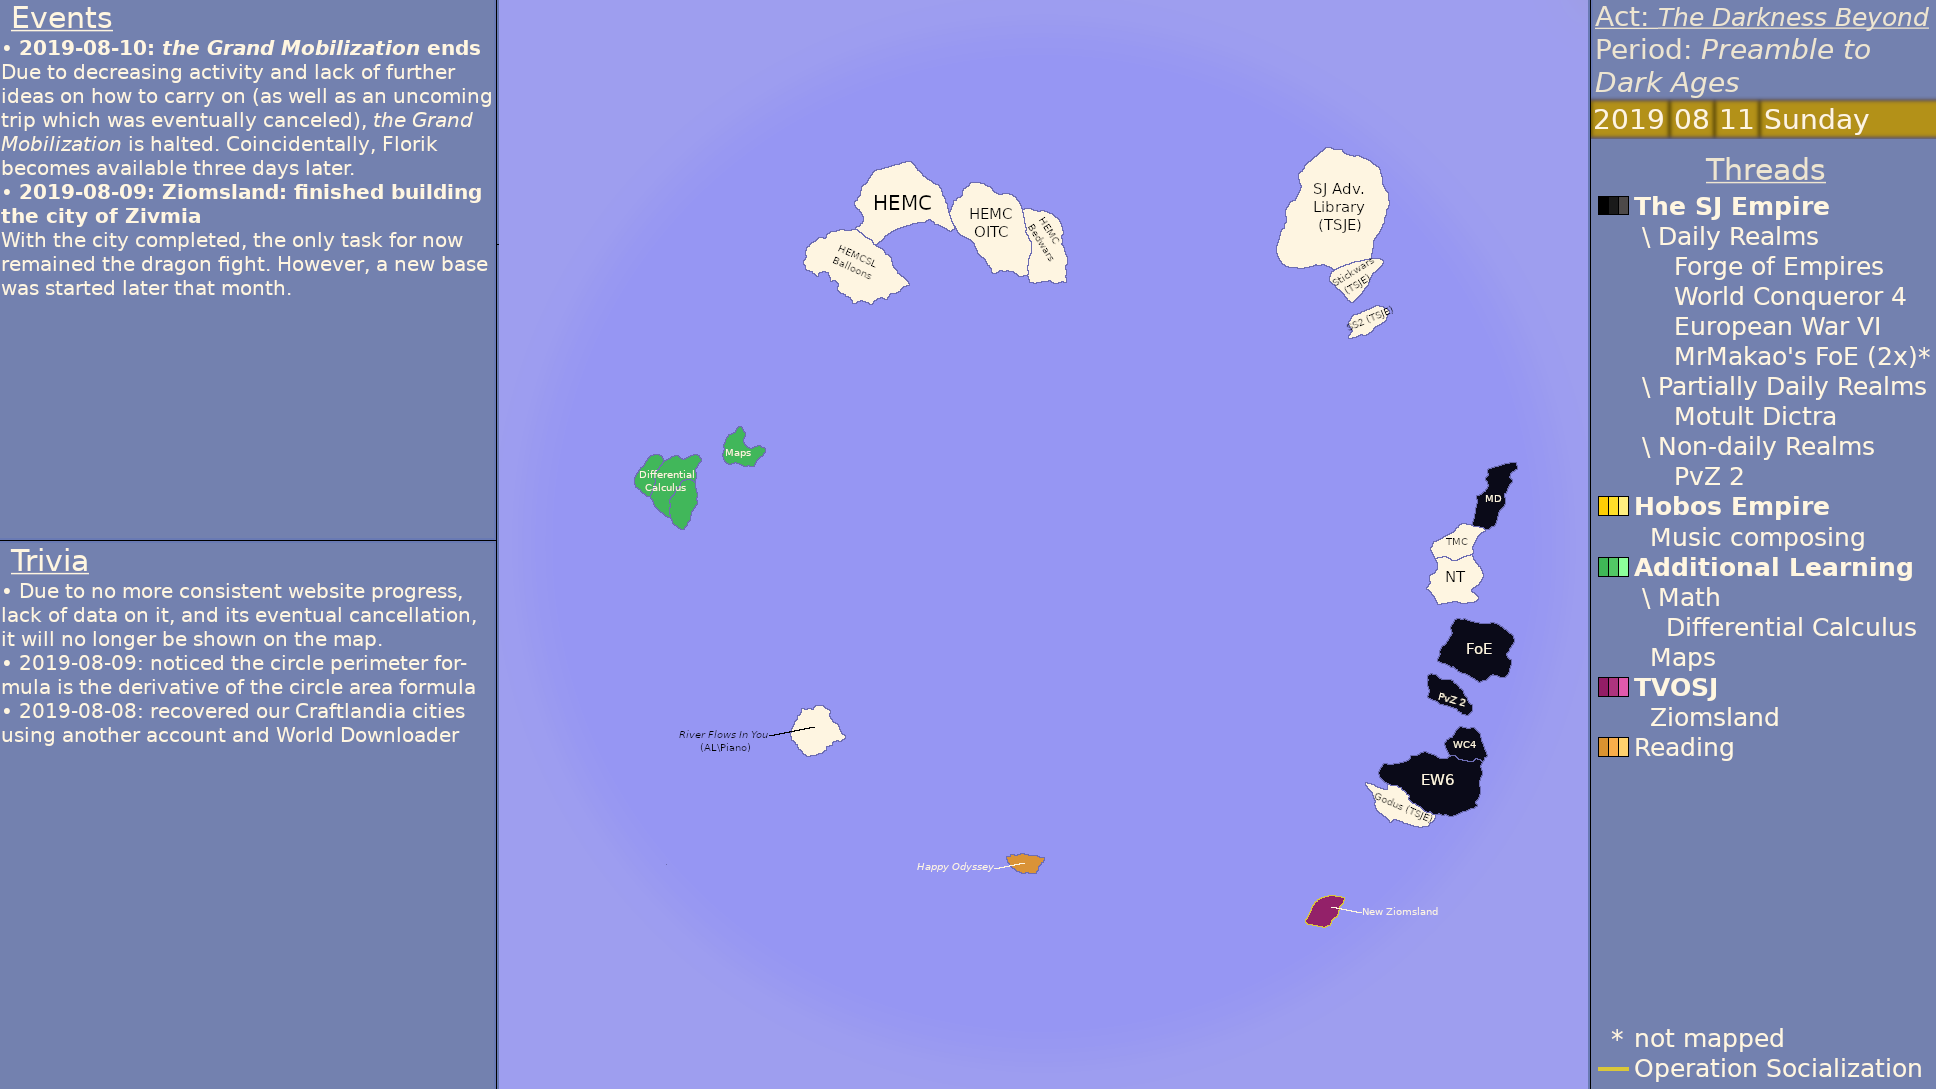 Events
• 2019-08-10: the Grand Mobilization ends
Due to decreasing activity and lack of further
ideas on how to carry on (as well as an uncoming
trip which was eventually canceled), the Grand
Mobilization is halted. Coincidentally, Florik
becomes available three days later.
• 2019-08-09: Ziomsland: finished building
the city of Zivmia
With the city completed, the only task for now
remained the dragon fight. However, a new base
was started later that month.
Trivia
• Due to no more consistent website progress,
lack of data on it, and its eventual cancellation,
it will no longer be shown on the map.
• 2019-08-09: noticed the circle perimeter for-
mula is the derivative of the circle area formula
• 2019-08-08: recovered our Craftlandia cities
using another account and World Downloader
HEMC
HEMCSL
Balloons
HEMC
OITC
HEMC
Bedwars
SJ Adv.
Library
(TSJE)
Stickwars
(TSJE)
SS2 (TSJE)
Maps
Differential
Calculus
MD
TMC
NT
FoE
PvZ 2
WC4
EW6
Godus (TSJE)
River Flows In You
(AL\Piano)
Happy Odyssey
New Ziomsland
Act: The Darkness Beyond
Period: Preamble to
Dark Ages
2019 08 11 Sunday
Threads
The SJ Empire
\ Daily Realms
Forge of Empires
World Conqueror 4
European War VI
MrMakao's FoE (2x)*
\ Partially Daily Realms
Motult Dictra
\ Non-daily Realms
PvZ 2
Hobos Empire
Music composing
Additional Learning
\ Math
Differential Calculus
Maps
TVOSJ
Ziomsland
Reading
* not mapped
Operation Socialization